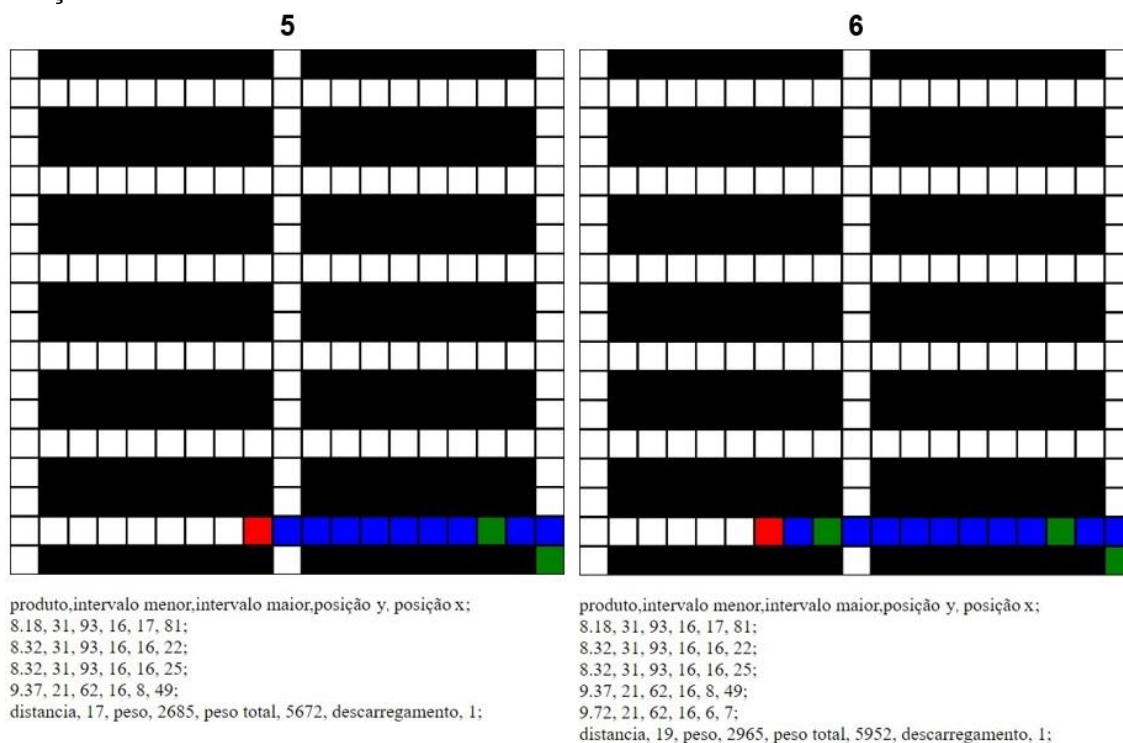 5
produto,intervalo menor,intervalo maior,posição y, posição x;
8.18, 31, 93, 16, 17, 81;
8.32, 31, 93, 16, 16, 22;
8.32, 31, 93, 16, 16, 25;
9.37, 21, 62, 16, 8, 49;
distancia, 17, peso, 2685, peso total, 5672, descarregamento, 1;
6
produto,intervalo menor,intervalo maior,posição y, posição x;
8.18, 31, 93, 16, 17, 81;
8.32, 31, 93, 16, 16, 22;
8.32, 31, 93, 16, 16, 25;
9.37, 21, 62, 16, 8, 49;
9.72, 21, 62, 16, 6, 7;
distancia, 19, peso, 2965, peso total, 5952, descarregamento, 1;